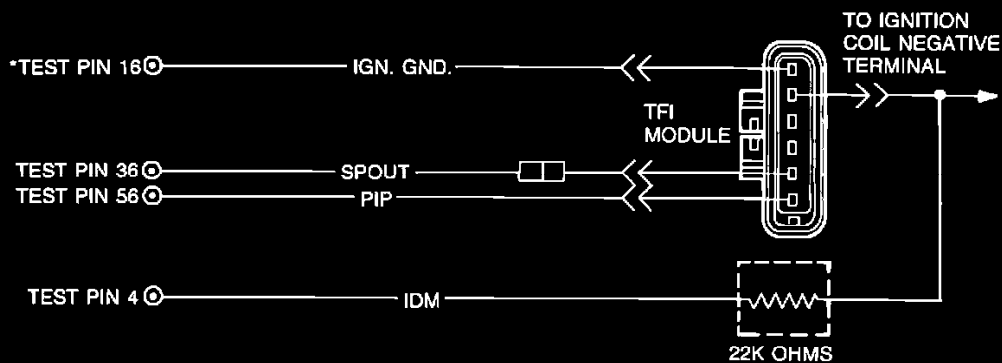 TO IGNITION
COIL NEGATIVE
TERMINAL
*TEST PIN 16
IGN. GND.
TFI
MODULE
TEST PIN 36
SPOUT
TEST PIN 56
PIP
TEST PIN 4
IDM
22K OHMS